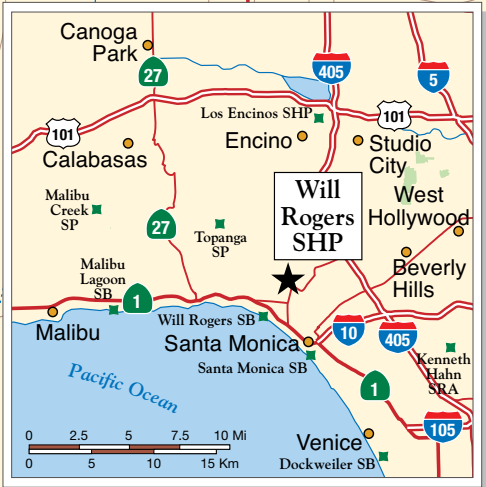 Canoga
Park
27
405
5
Los Encinos SHP
101
101
Encino
Studio
City
Calabasas
Will
Rogers
SHP
West
Hollywood
Malibu
Creek
SP
27
Topanga
SP
Beverly
Hills
Malibu
Lagoon
SB
1
Will Rogers SB
10
405
Malibu
Santa Monica
Santa Monica SB
Kenneth
Hahn
SRA
Pacific Ocean
1
105
0 2.5 5 7.5 10 Mi
0 5 10 15 Km
Venice
Dockweiler SB